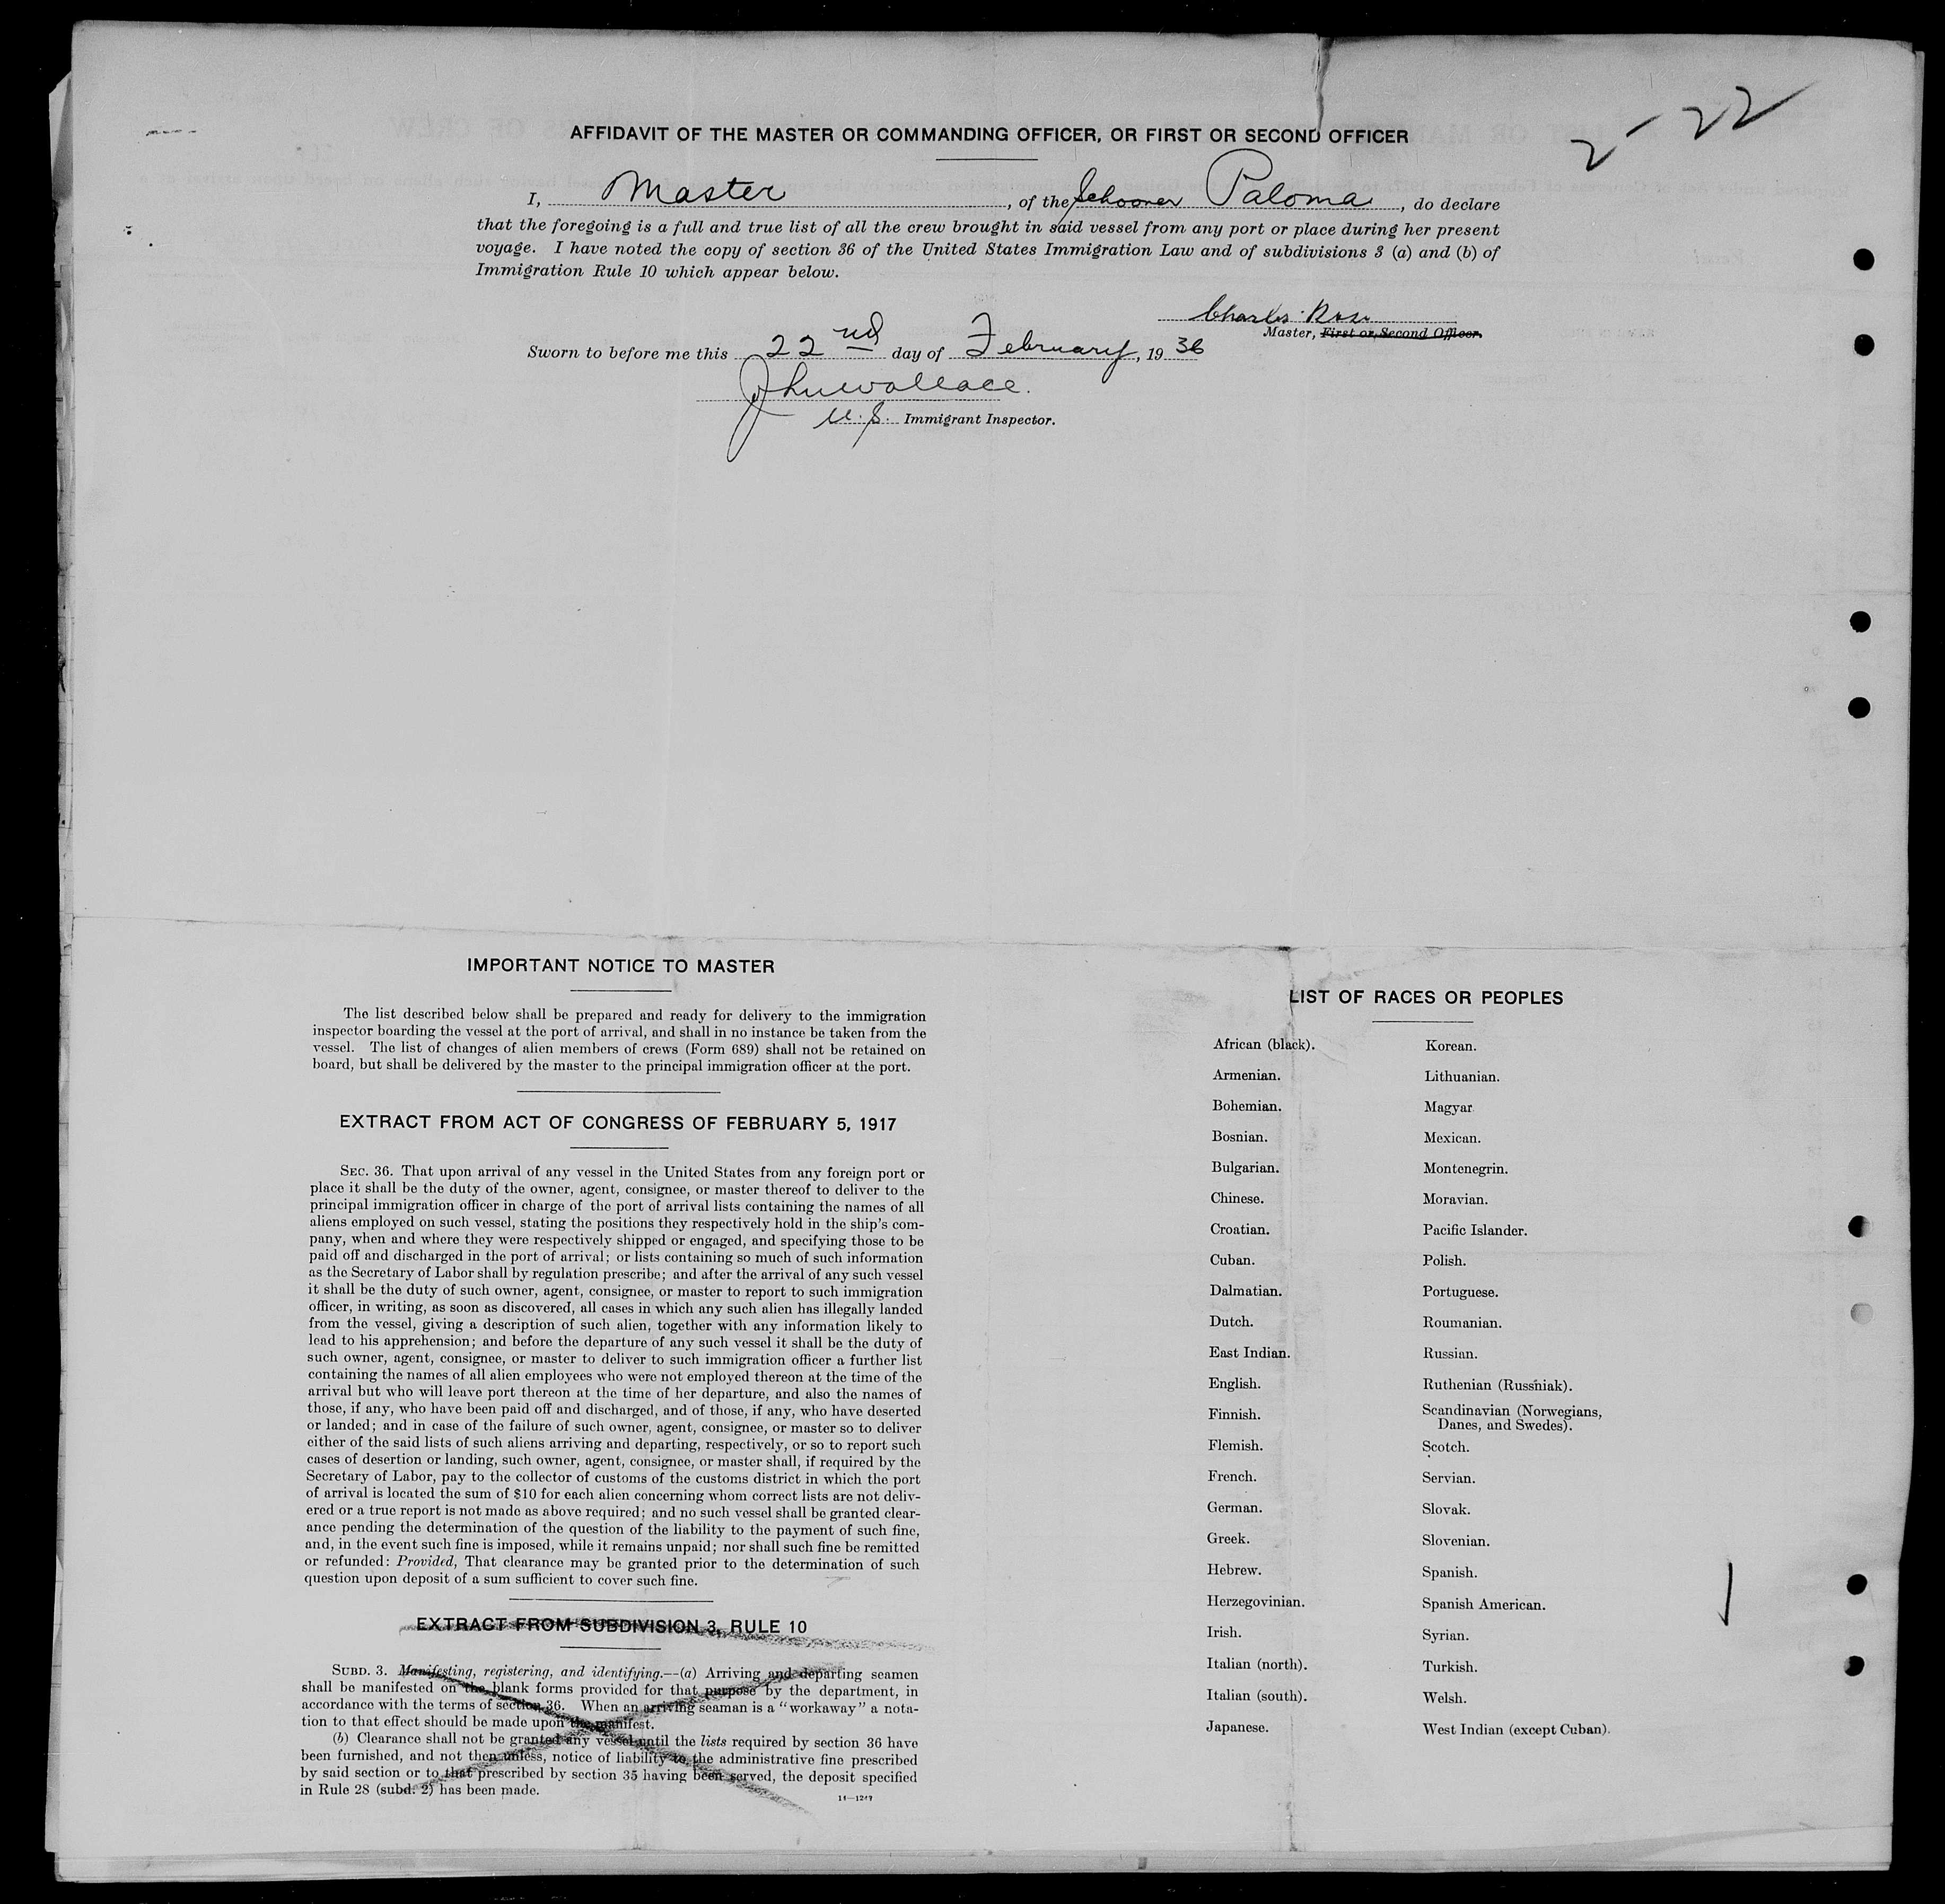 2-22
AFFIDAVIT OF THE MASTER OR COMMANDING OFFICER, OR FIRST OR SECOND OFFICER
I, Master, of the Schooner Paloma, do declare
that the foregoing is a full and true list of all the crew brought in said vessel from any port or place during her present
voyage. I have noted the copy of section 36 of the United States Immigration Law and of subdivisions 3 (a) and (b) of
Immigration Rule 10 which appear below.
Charles Rose
Master, First or Second Officer.
Sworn to before me this 22nd day of February, 1936
Wallace.
U.S. Immigrant Inspector.
IMPORTANT NOTICE TO MASTER
The list described below shall be prepared and ready for delivery to the immigration
inspector boarding the vessel at the port of arrival, and shall in no instance be taken from the
vessel. The list of changes of alien members of crews (Form 689) shall not be retained on
board, but shall be delivered by the master to the principal immigration officer at the port.
EXTRACT FROM ACT OF CONGRESS OF FEBRUARY 5, 1917
SEC. 36. That upon arrival of any vessel in the United States from any foreign port or
place it shall be the duty of the owner, agent, consignee, or master thereof to deliver to the
principal immigration officer in charge of the port of arrival lists containing the names of all
aliens employed on such vessel, stating the positions they respectively hold in the ship's com-
pany, when and where they were respectively shipped or engaged, and specifying those to be
paid off and discharged in the port of arrival; or lists containing so much of such information
as the Secretary of Labor shall by regulation prescribe; and after the arrival of any such vessel
it shall be the duty of such owner, agent, consignee, or master to report to such immigration
officer, in writing, as soon as discovered, all cases in which any such alien has illegally landed
from the vessel, giving a description of such alien, together with any information likely to
lead to his apprehension; and before the departure of any such vessel it shall be the duty of
such owner, agent, consignee, or master to deliver to such immigration officer a further list
containing the names of all alien employees who were not employed thereon at the time of the
arrival but who will leave port thereon at the time of her departure, and also the names of
those, if any, who have been paid off and discharged, and of those, if any, who have deserted
or landed; and in case of the failure of such owner, agent, consignee, or master so to deliver
either of the said lists of such aliens arriving and departing, respectively, or so to report such
cases of desertion or landing, such owner, agent, consignee, or master shall, if required by the
Secretary of Labor, pay to the collector of customs of the customs district in which the port
of arrival is located the sum of $10 for each alien concerning whom correct lists are not deliv-
ered or a true report is not made as above required; and no such vessel shall be granted clear-
ance pending the determination of the question of the liability to the payment of such fine,
and, in the event such fine is imposed, while it remains unpaid; nor shall such fine be remitted
or refunded: Provided, That clearance may be granted prior to the determination of such
question upon deposit of a sum sufficient to cover such fine.
EXTRACT FROM SUBDIVISION 3, RULE 10
SUBD. 3. Manifesting, registering, and identifying.--(a) Arriving and departing seamen
shall be manifested on the blank forms provided for that purpose by the department, in
accordance with the terms of section 36. When an arriving seaman is a "workaway" a nota-
tion to that effect should be made upon the manifest.
(b) Clearance shall not be granted any vessel until the lists required by section 36 have
been furnished, and not then unless, notice of liability to the administrative fine prescribed
by said section or to that prescribed by section 35 having been served, the deposit specified
in Rule 28 (subd. 2) has been made.
14-1247
LIST OF RACES OR PEOPLES
African (black).
Armenian.
Bohemian.
Bosnian.
Bulgarian.
Chinese.
Croatian.
Cuban.
Dalmatian.
Dutch.
East Indian.
English.
Finnish.
Flemish.
French.
German.
Greek.
Hebrew.
Herzegovinian.
Irish.
Italian (north).
Italian (south).
Japanese.
Korean.
Lithuanian.
Magyar
Mexican.
Montenegrin.
Moravian.
Pacific Islander.
Polish.
Portuguese.
Roumanian.
Russian.
Ruthenian (Russniak).
Scandinavian (Norwegians,
Danes, and Swedes).
Scotch.
Servian.
Slovak.
Slovenian.
Spanish.
Spanish American.
Syrian.
Turkish.
Welsh.
West Indian (except Cuban).